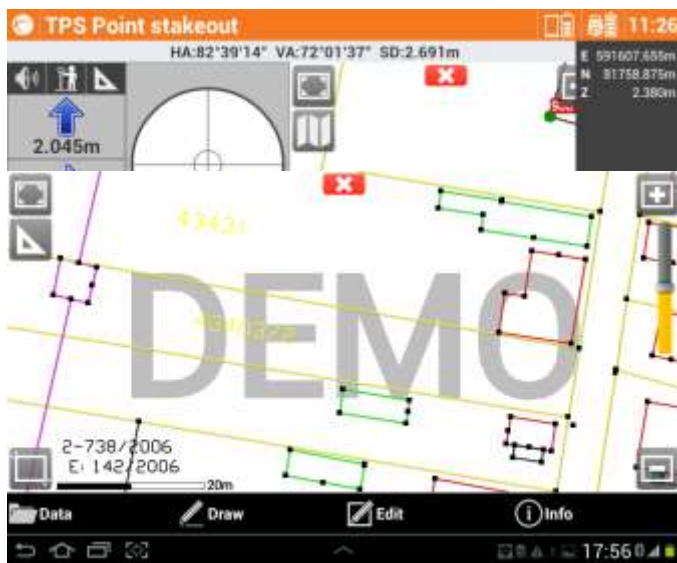 TPS Point stakeout
11:26
HA:82°39'14" VA:72°01'37" SD:2.691m
E 591607.655m
N 81758.875m
Z 2.380m
2.045m
43431
DEMO
2-738/2006
E: 142/2006
20m
Data
Draw
Edit
Info
17:56